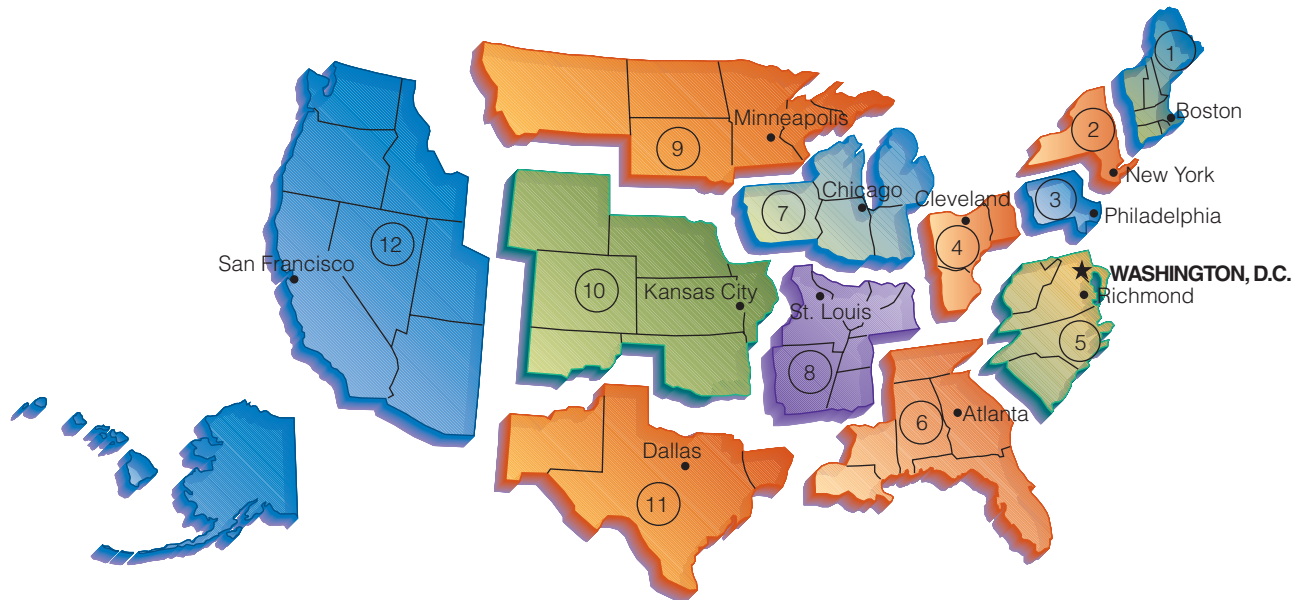 1
Boston
2
Minneapolis
9
New York
Chicago
Cleveland
7
3
Philadelphia
12
4
San Francisco
WASHINGTON, D.C.
10
Kansas City
Richmond
St. Louis
5
8
6
Atlanta
Dallas
11